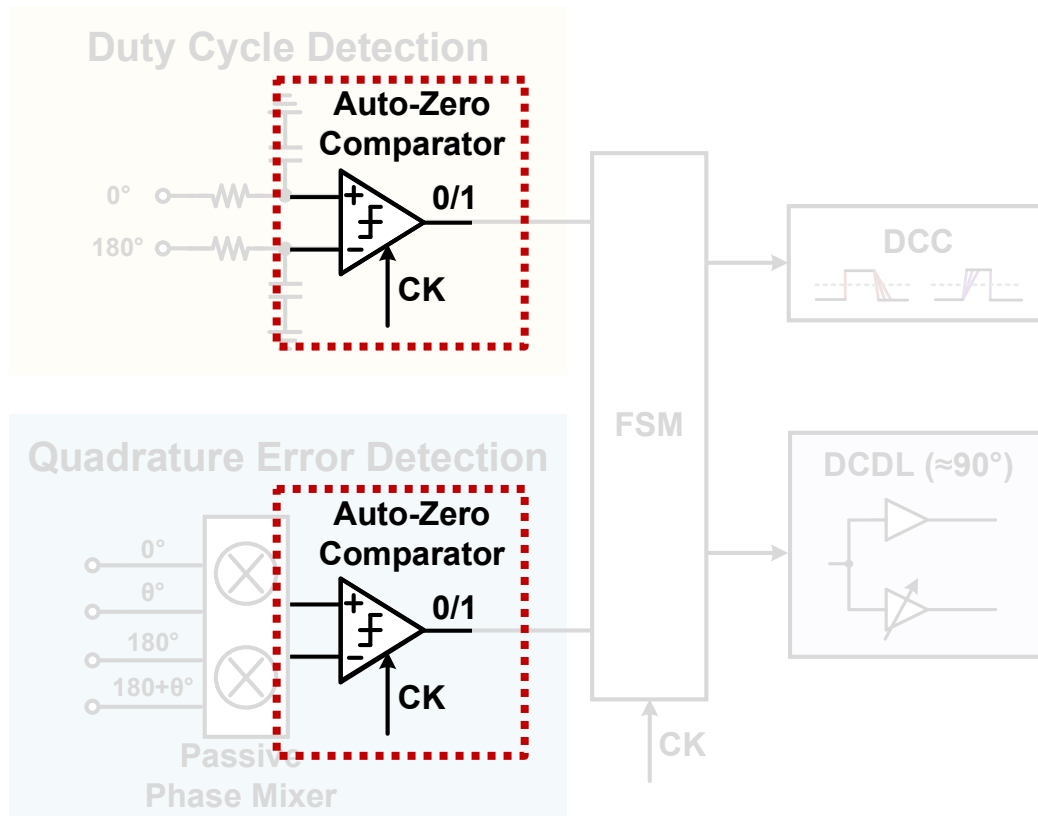 Duty Cycle Detection
Auto-Zero
Comparator
0°
180°
+
−
0/1
CK
FSM
DCC
Quadrature Error Detection
Auto-Zero
Comparator
0°
θ°
180°
180+θ°
+
−
0/1
CK
Passive
Phase Mixer
DCDL (≈90°)
CK